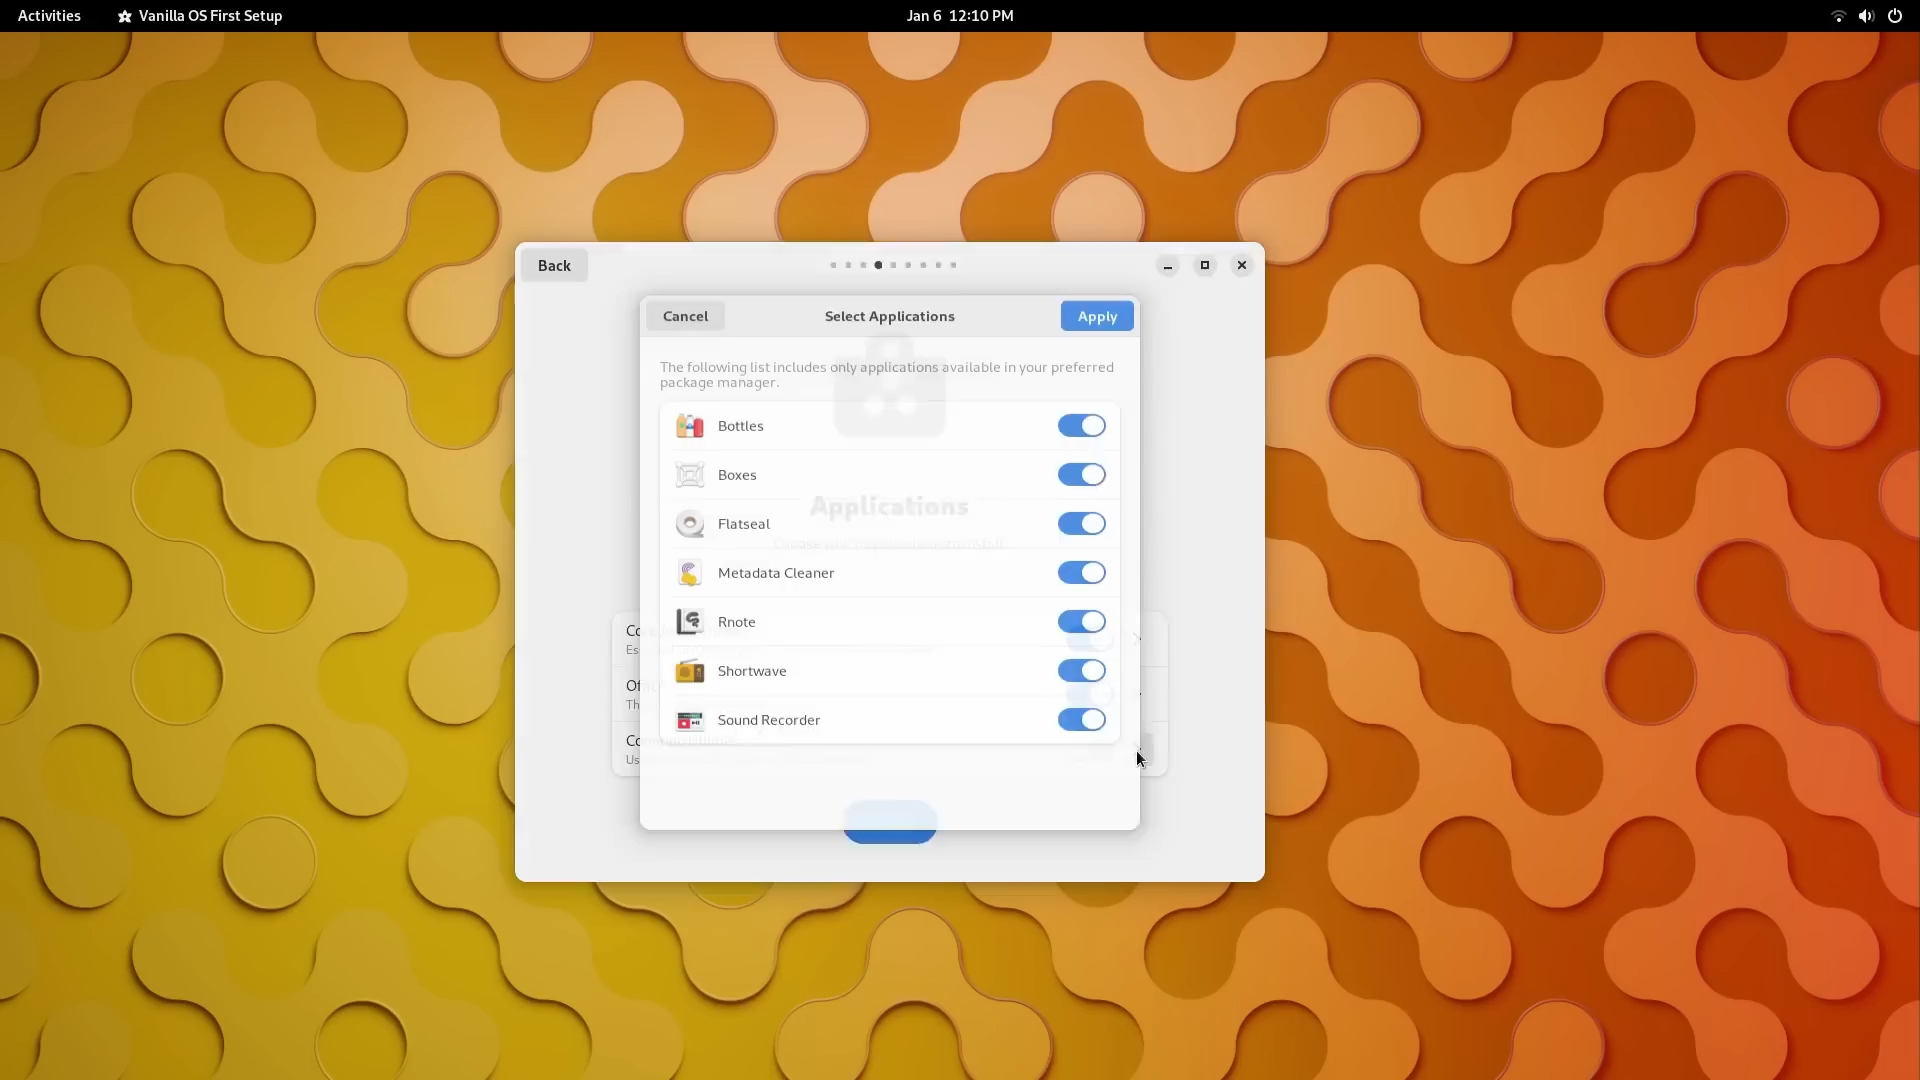 Activities
Vanilla OS First Setup
Jan 6 12:10 PM
Back
Cancel
Select Applications
Apply
The following list includes only applications available in your preferred
package manager.
Bottles
Boxes
Applications
Flatseal
Metadata Cleaner
Rnote
Shortwave
Sound Recorder